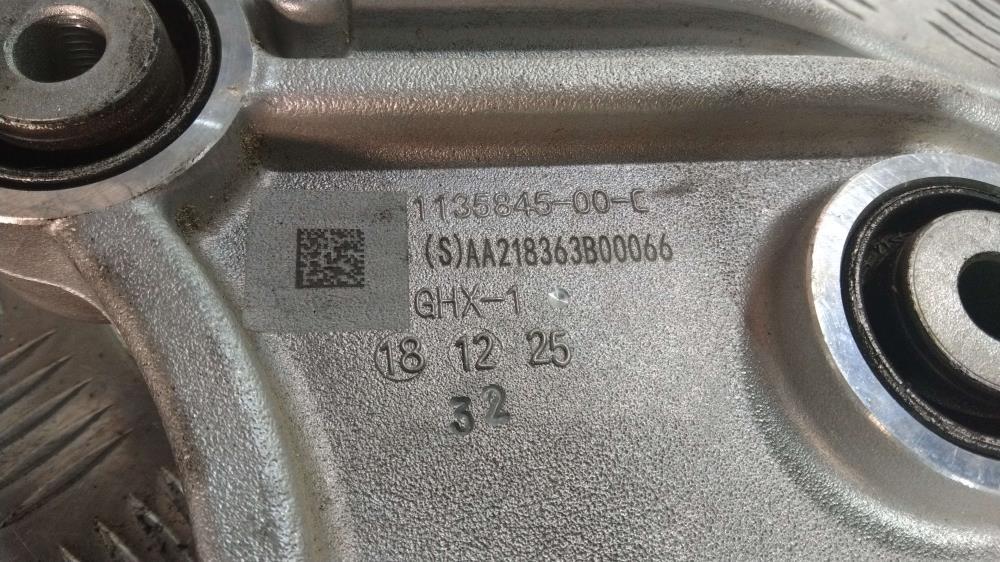 1135845-00-C
(S)AA218363B00066
GHX-1
18 12 25
32